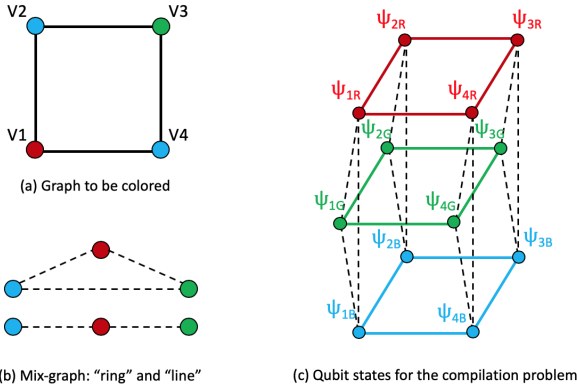 V2
V3
V1
V4
(a) Graph to be colored
(b) Mix-graph: “ring” and “line”
ψ2R
ψ3R
ψ1R
ψ4R
ψ2G
ψ3G
ψ1G
ψ4G
ψ2B
ψ3B
ψ1B
ψ4B
(c) Qubit states for the compilation problem